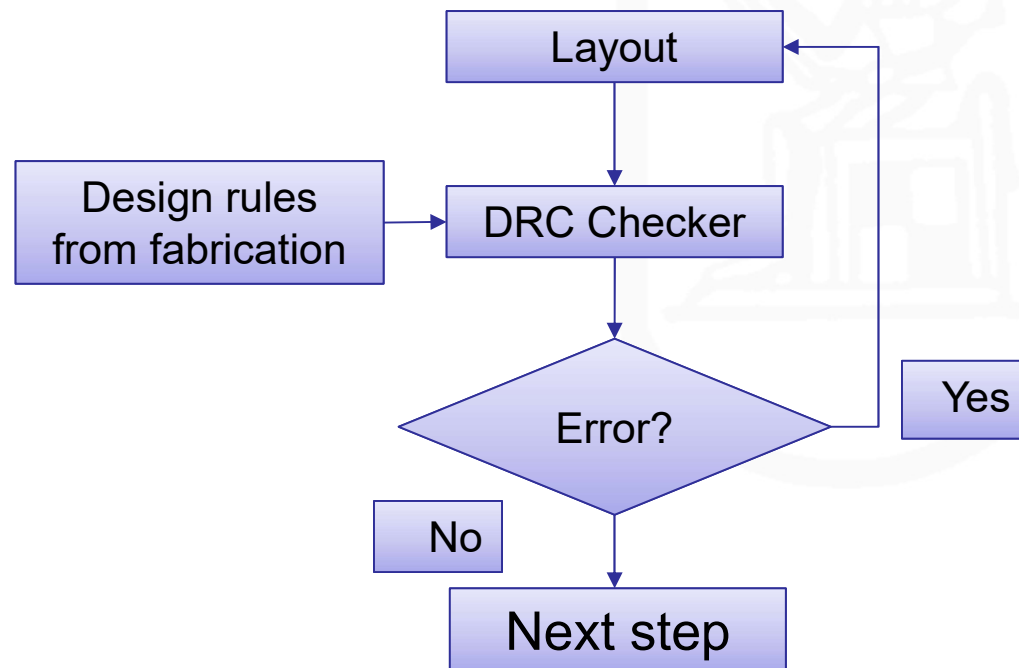 Layout
Design rules
from fabrication
DRC Checker
Error?
Yes
No
Next step